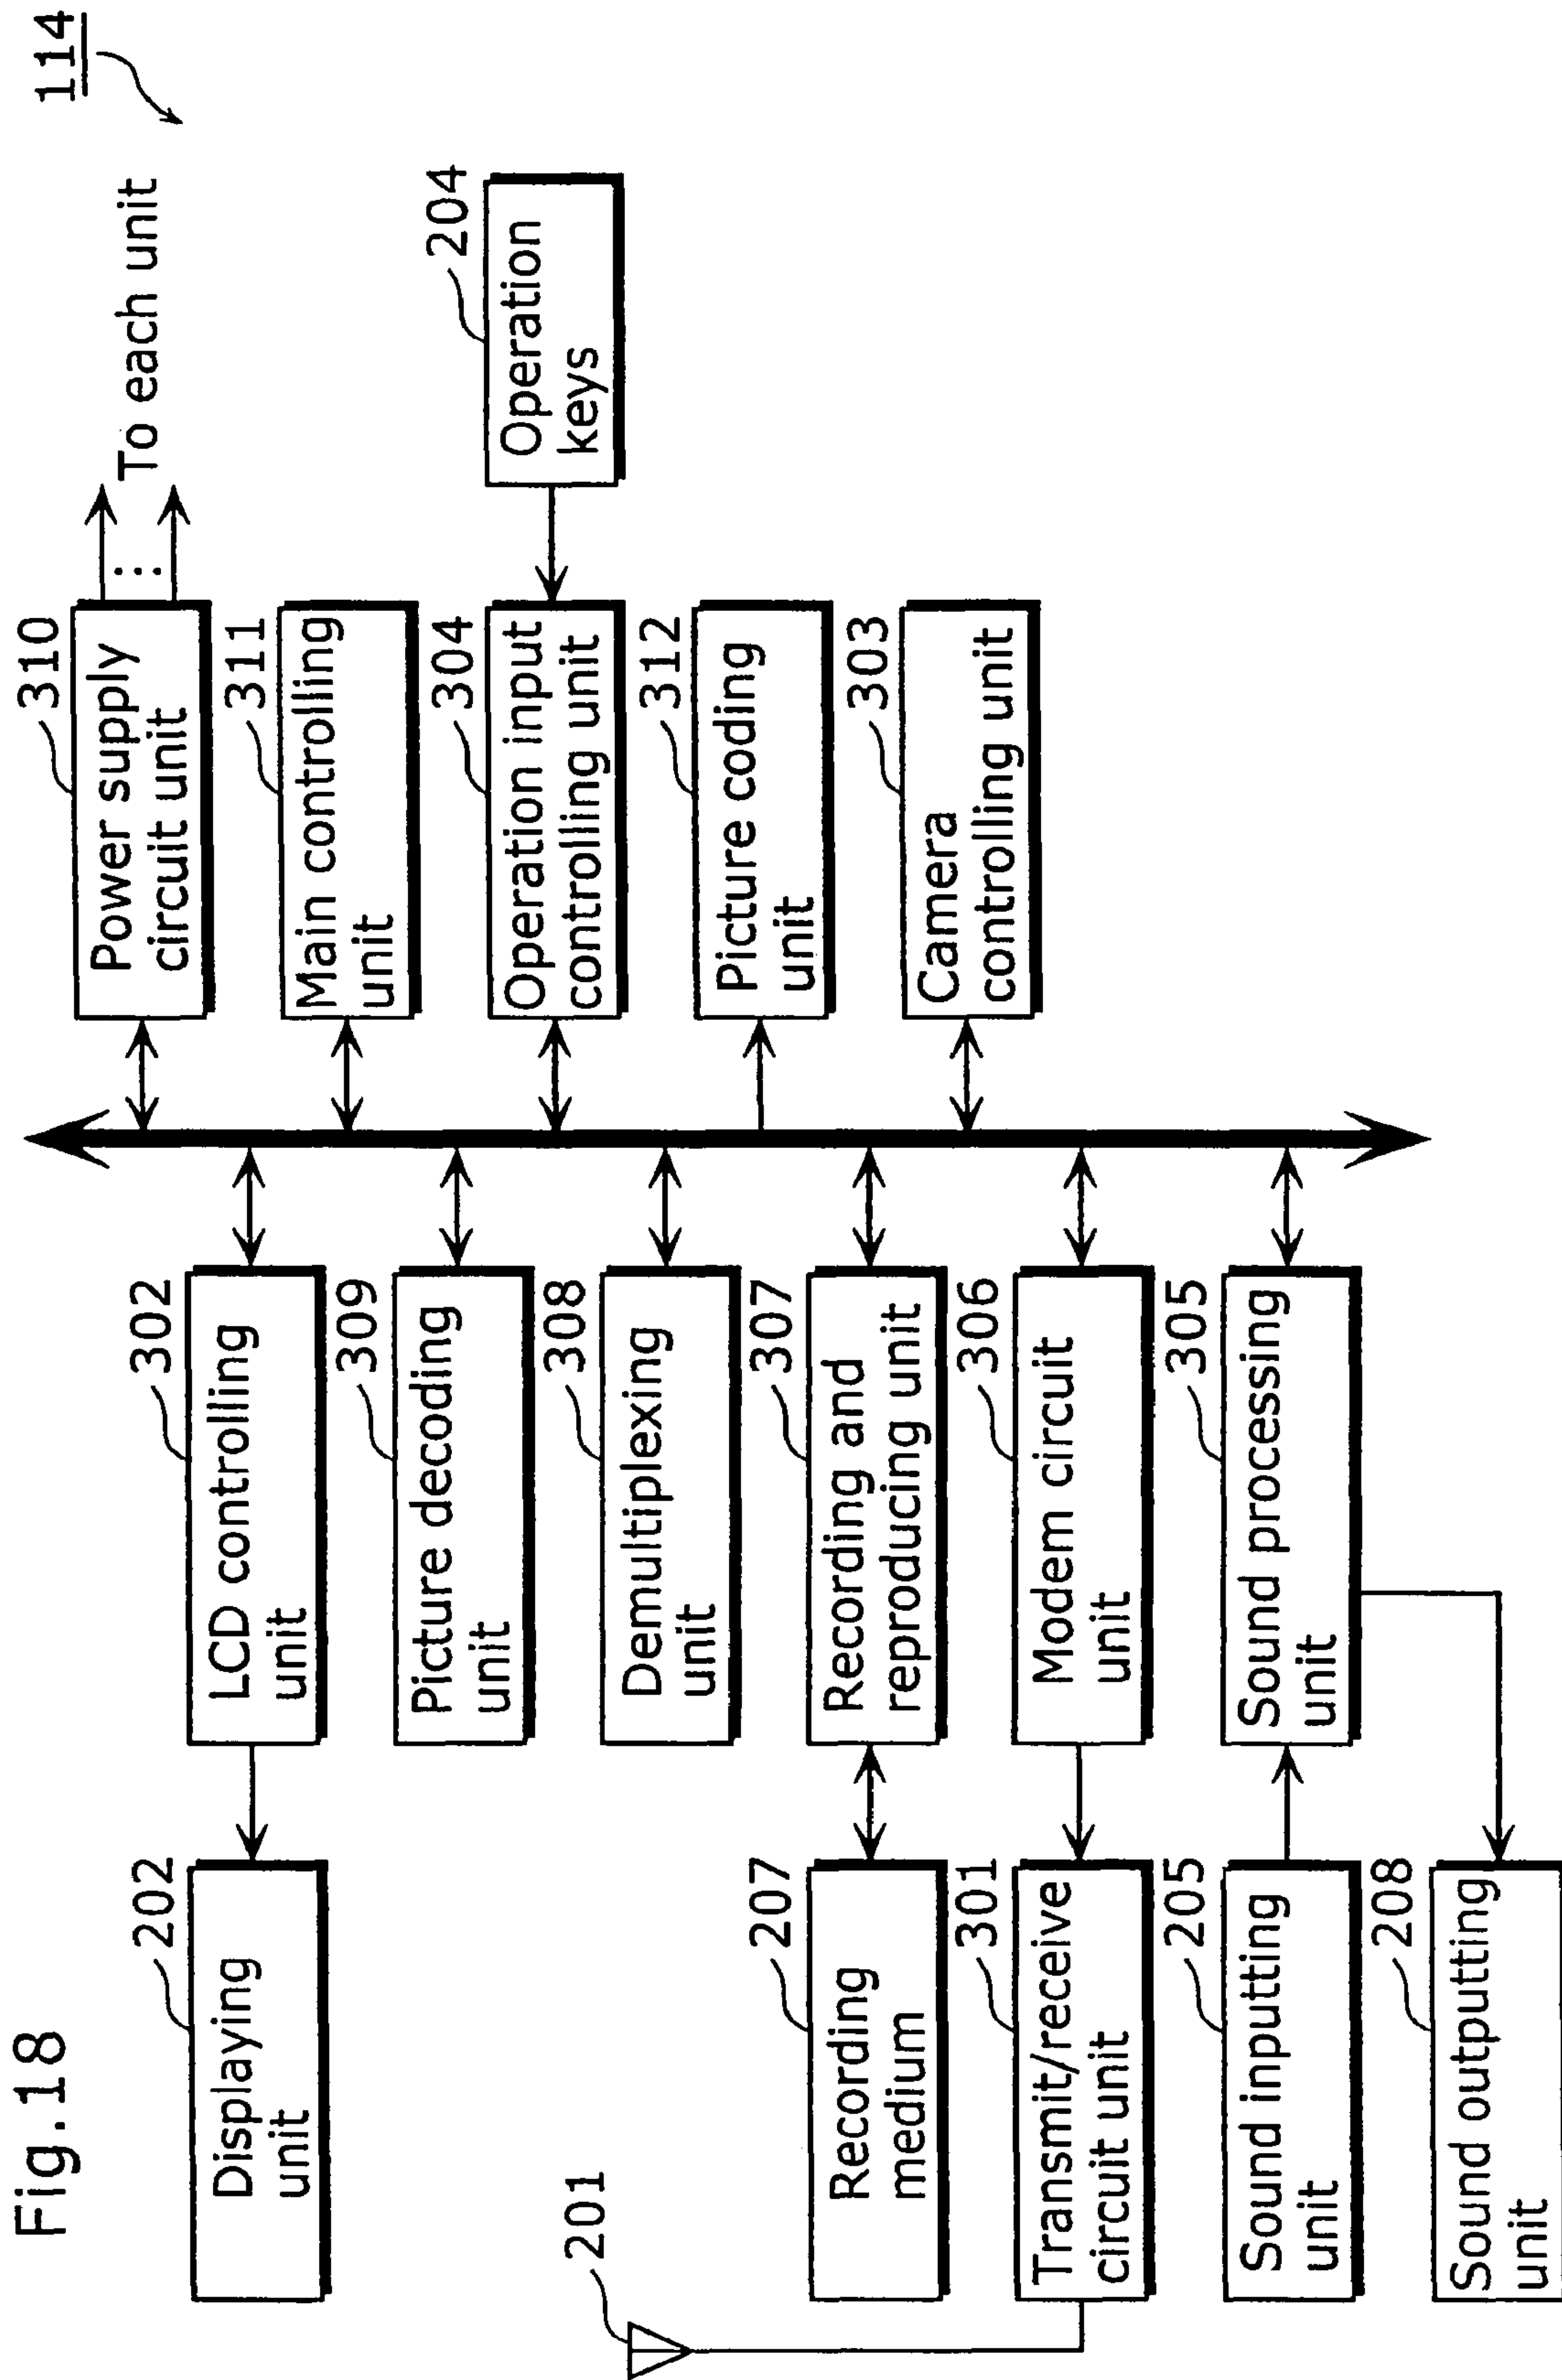 Fig.18
114
202
Displaying
unit
302
LCD controlling
unit
310
Power supply
circuit unit
To each unit
309
Picture decoding
unit
311
Main controlling
unit
308
Demultiplexing
unit
304
Operation input
controlling unit
204
Operation
keys
201
207
Recording
medium
307
Recording and
reproducing unit
312
Picture coding
unit
301
Transmit/receive
circuit unit
306
Modem circuit
unit
303
Camera
controlling unit
205
Sound inputting
unit
305
Sound processing
unit
208
Sound outputting
unit